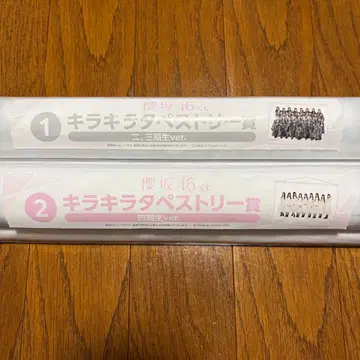 櫻坂46くじ
1 キラキラタペストリー賞
二、三期生ver.
櫻坂46くじ
2 キラキラタペストリー賞
四期生ver.